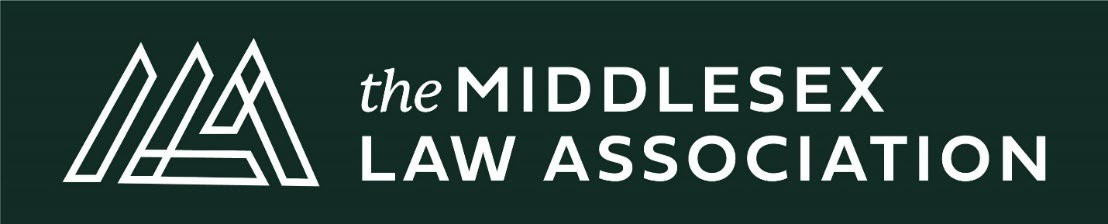 the MIDDLESEX
LAW ASSOCIATION